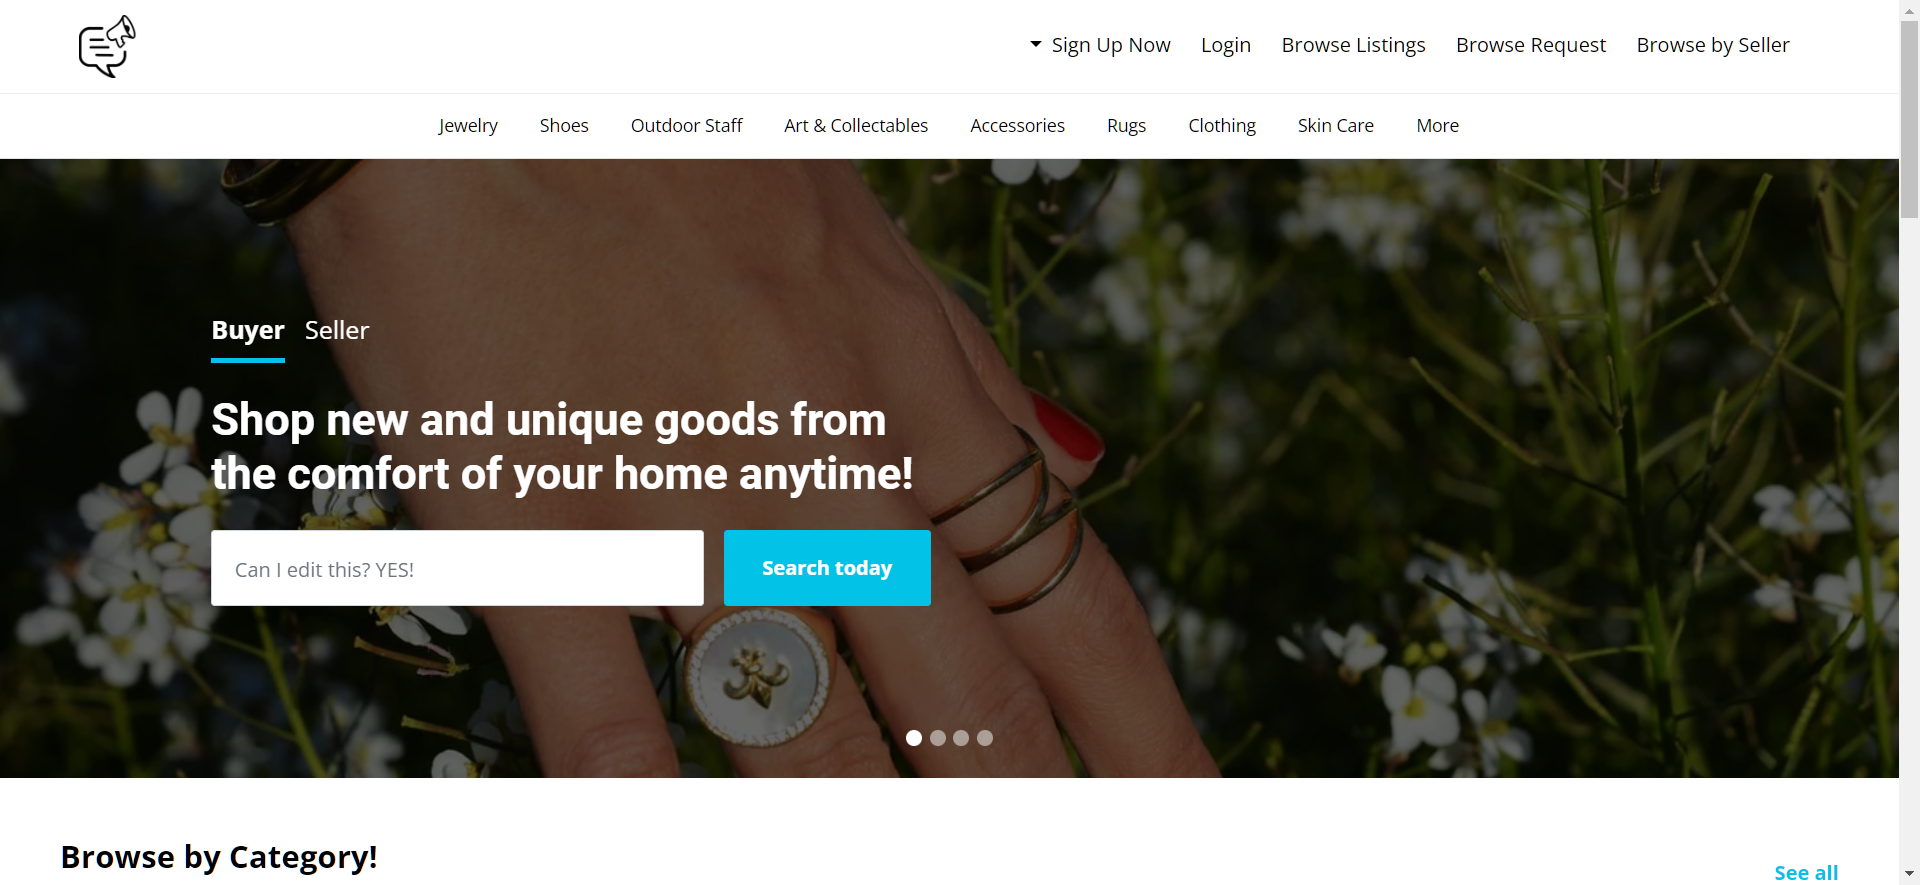 Sign Up Now Login Browse Listings Browse Request Browse by Seller
Jewelry Shoes Outdoor Staff Art & Collectables Accessories Rugs Clothing Skin Care More
Buyer Seller
Shop new and unique goods from
the comfort of your home anytime!
Can I edit this? YES!
Search today
Browse by Category!
See all